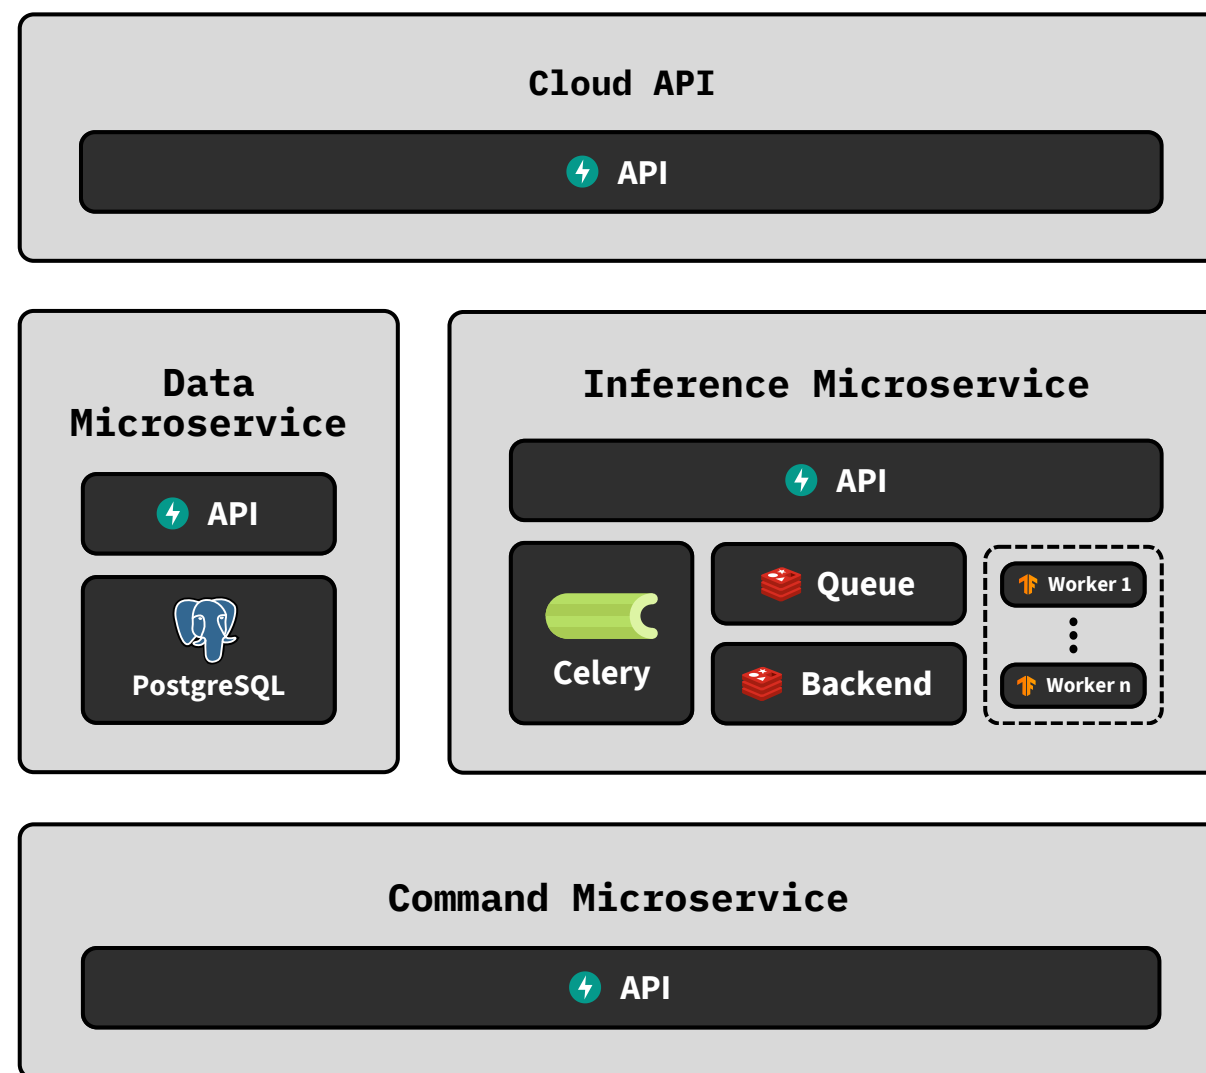 Cloud API
API
Data
Microservice
API
PostgreSQL
Inference Microservice
API
Celery
Queue
Backend
Worker 1
Worker n
Command Microservice
API